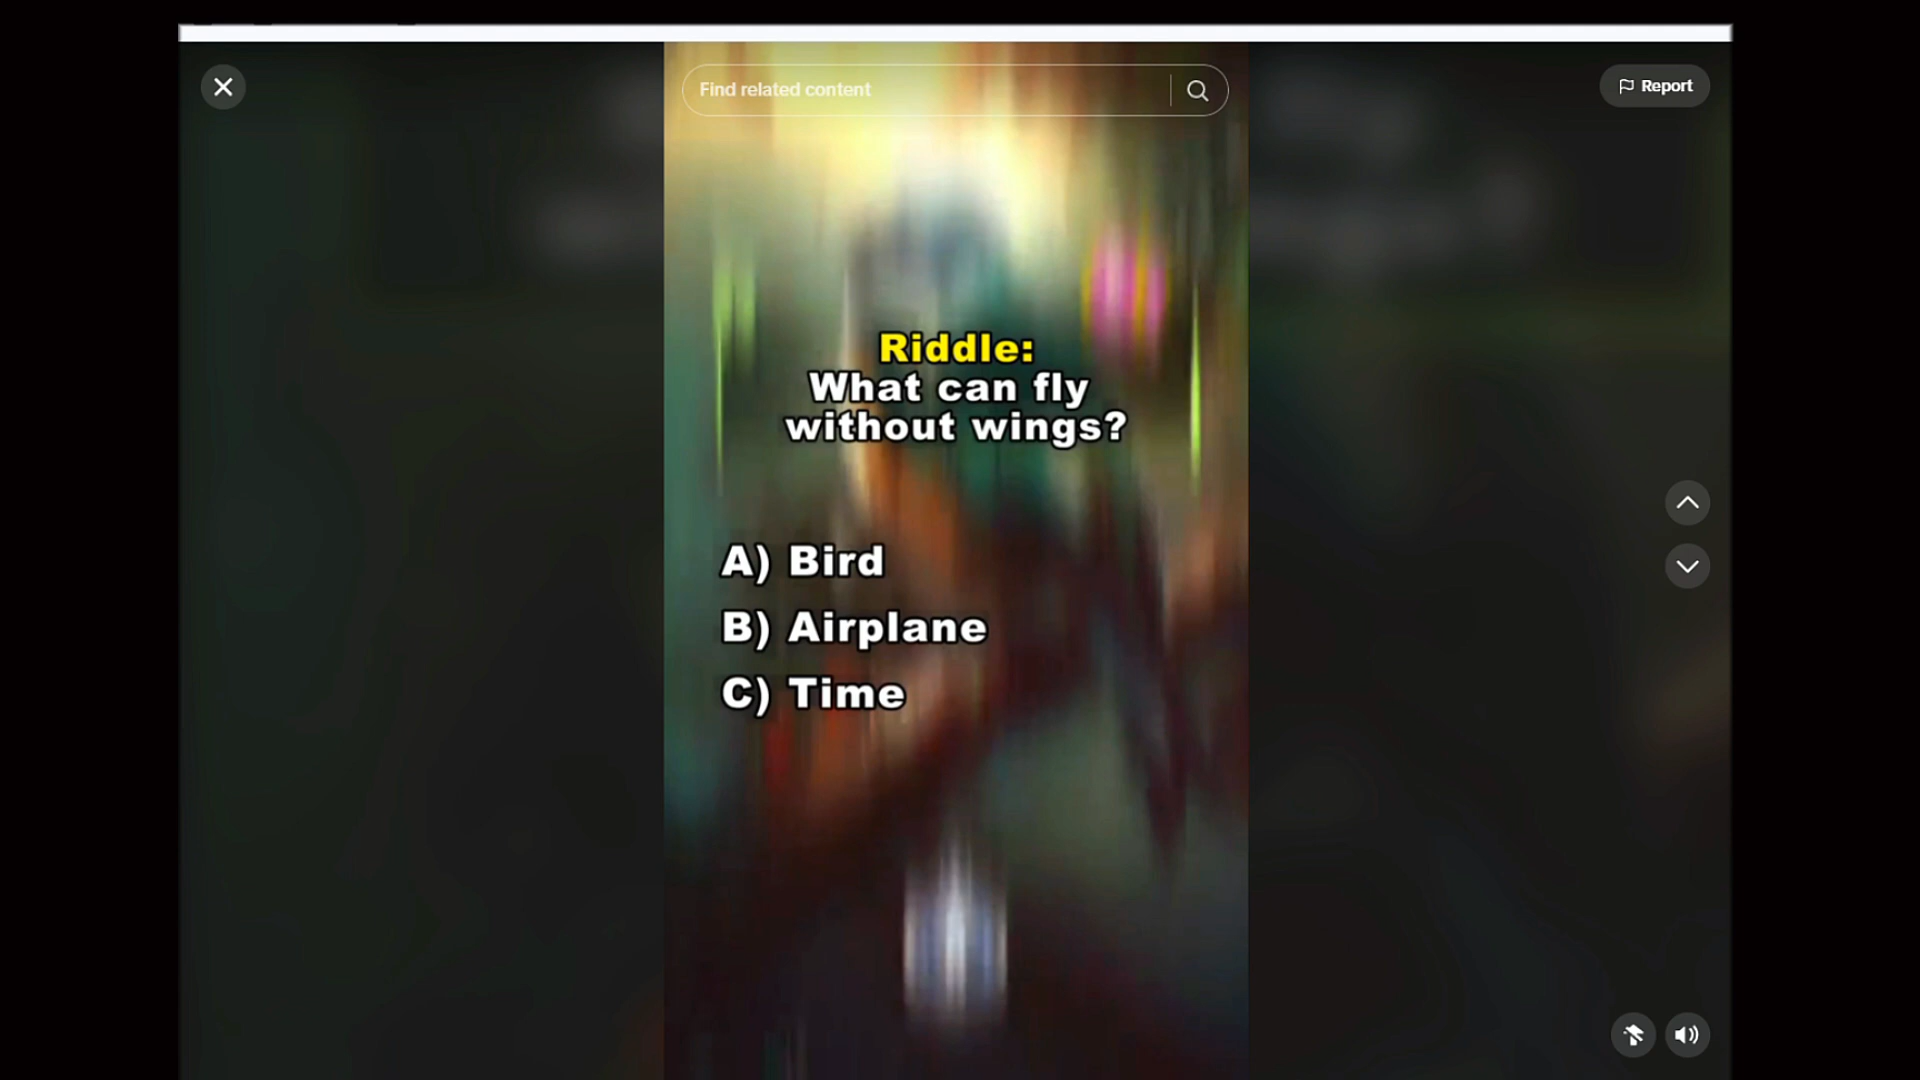 Find related content
Report
Riddle:
What can fly
without wings?
A) Bird
B) Airplane
C) Time